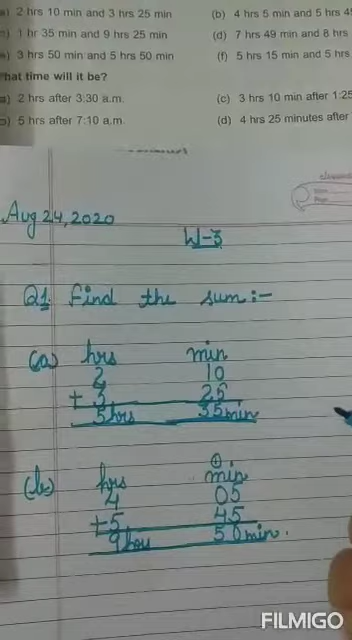 a) 2 hrs 10 min and 3 hrs 25 min
(b) 4 hrs 5 min and 5 hrs 4
1 hr 35 min and 9 hrs 25 min
(d) 7 hrs 49 min and 8 hrs
3 hrs 50 min and 5 hrs 50 min
(f) 5 hrs 15 min and 5 hrs
hat time will it be?
a) 2 hrs after 3:30 a.m.
(c) 3 hrs 10 min after 1:25
5 hrs after 7:10 a.m.
(d) 4 hrs 25 minutes after
Aug 24, 2020
W-3
Q1. Find the sum:-
(a) hrs min
2 10
+ 3 25
5 hrs 35 min
(b) hrs min
4 05
+ 5 45
9 hrs 50 min.
FILMIGO